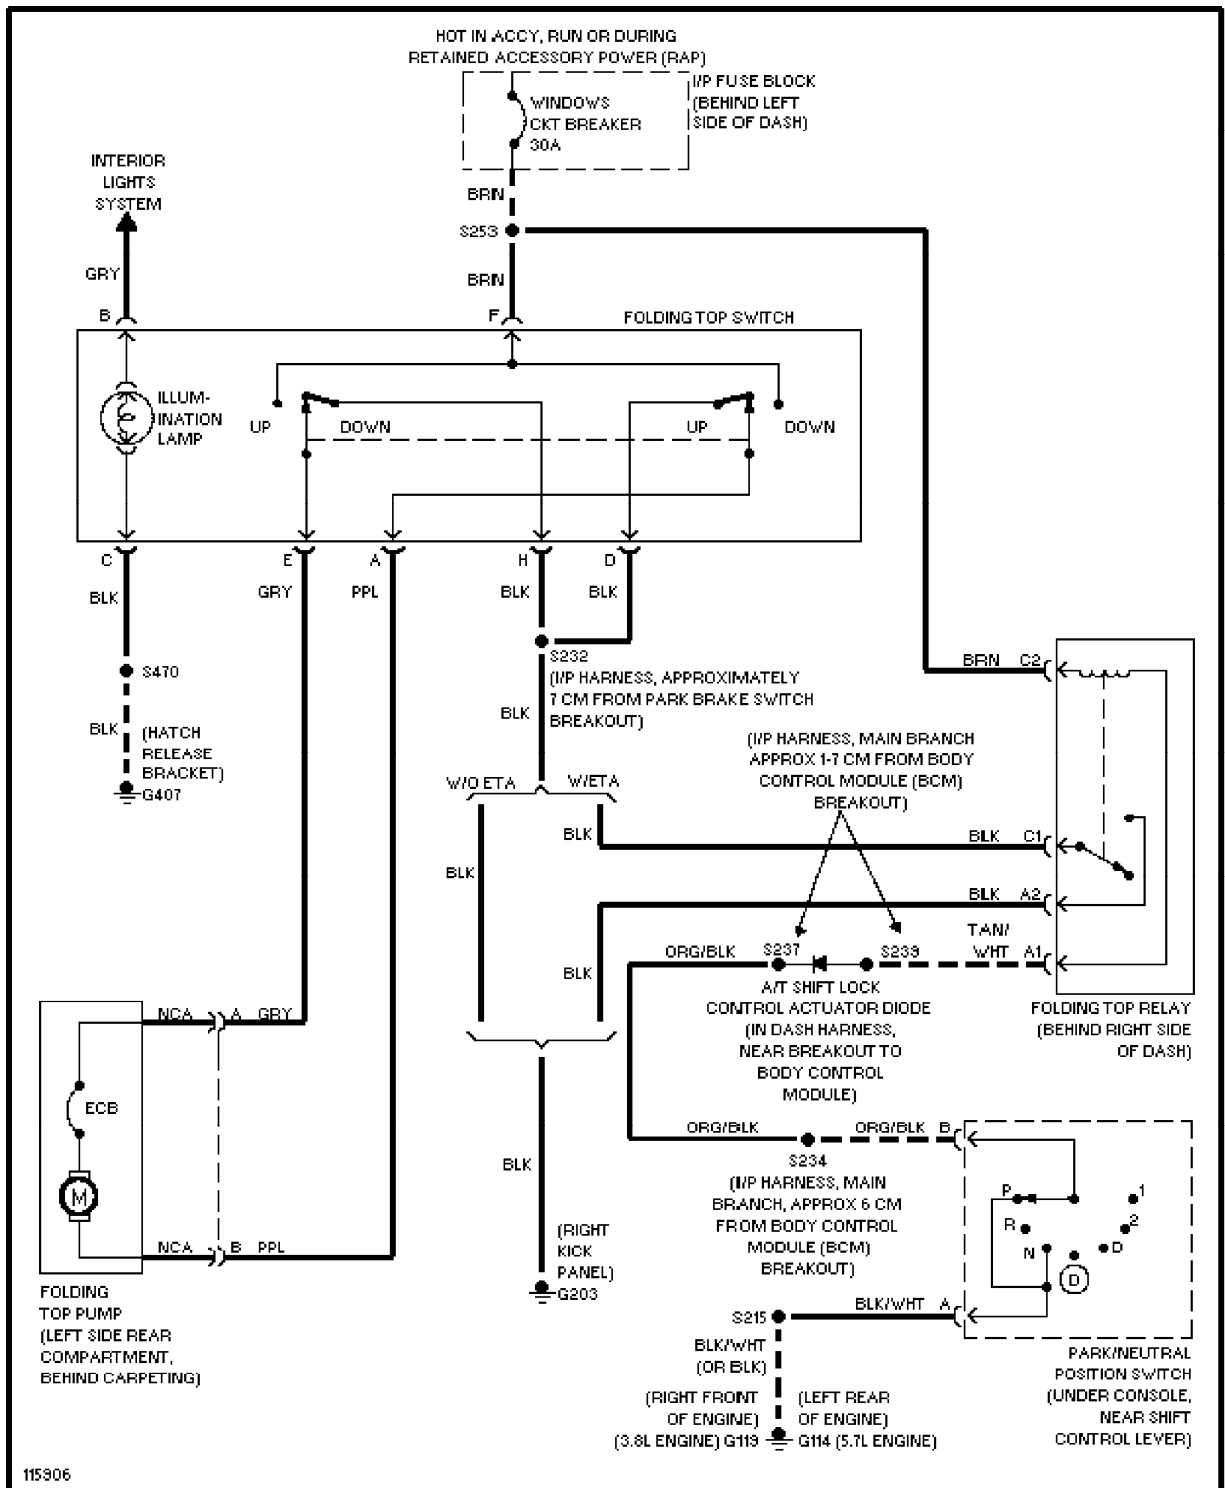 HOT IN ACCY, RUN OR DURING
RETAINED ACCESSORY POWER (RAP)
I/P FUSE BLOCK
(BEHIND LEFT
SIDE OF DASH)
WINDOWS
CKT BREAKER
30A
INTERIOR
LIGHTS
SYSTEM
BRN
S253
GRY
BRN
B
F
FOLDING TOP SWITCH
ILLUM-
INATION
LAMP
UP
DOWN
UP
DOWN
C
E
A
H
D
BLK
GRY
PPL
BLK
BLK
S470
S232
(I/P HARNESS, APPROXIMATELY
7 CM FROM PARK BRAKE SWITCH
BREAKOUT)
BRN C2
BLK
BLK
(HATCH
RELEASE
BRACKET)
G407
(I/P HARNESS, MAIN BRANCH
APPROX 1-7 CM FROM BODY
CONTROL MODULE (BCM)
BREAKOUT)
W/O ETA
W/ETA
BLK
BLK C1
BLK
BLK A2
ORG/BLK
S237
S239
TAN/
WHT A1
BLK
A/T SHIFT LOCK
CONTROL ACTUATOR DIODE
(IN DASH HARNESS,
NEAR BREAKOUT TO
BODY CONTROL
MODULE)
FOLDING TOP RELAY
(BEHIND RIGHT SIDE
OF DASH)
NCA A GRY
ECB
M
NCA B PPL
FOLDING
TOP PUMP
(LEFT SIDE REAR
COMPARTMENT,
BEHIND CARPETING)
BLK
(RIGHT
KICK
PANEL)
G203
ORG/BLK
ORG/BLK B
S234
(I/P HARNESS, MAIN
BRANCH, APPROX 6 CM
FROM BODY CONTROL
MODULE (BCM)
BREAKOUT)
P
R
N
D
D
2
1
BLK/WHT A
S215
BLK/WHT
(OR BLK)
PARK/NEUTRAL
POSITION SWITCH
(UNDER CONSOLE,
NEAR SHIFT
CONTROL LEVER)
(RIGHT FRONT
OF ENGINE)
(3.8L ENGINE) G119
(LEFT REAR
OF ENGINE)
G114 (5.7L ENGINE)
115906